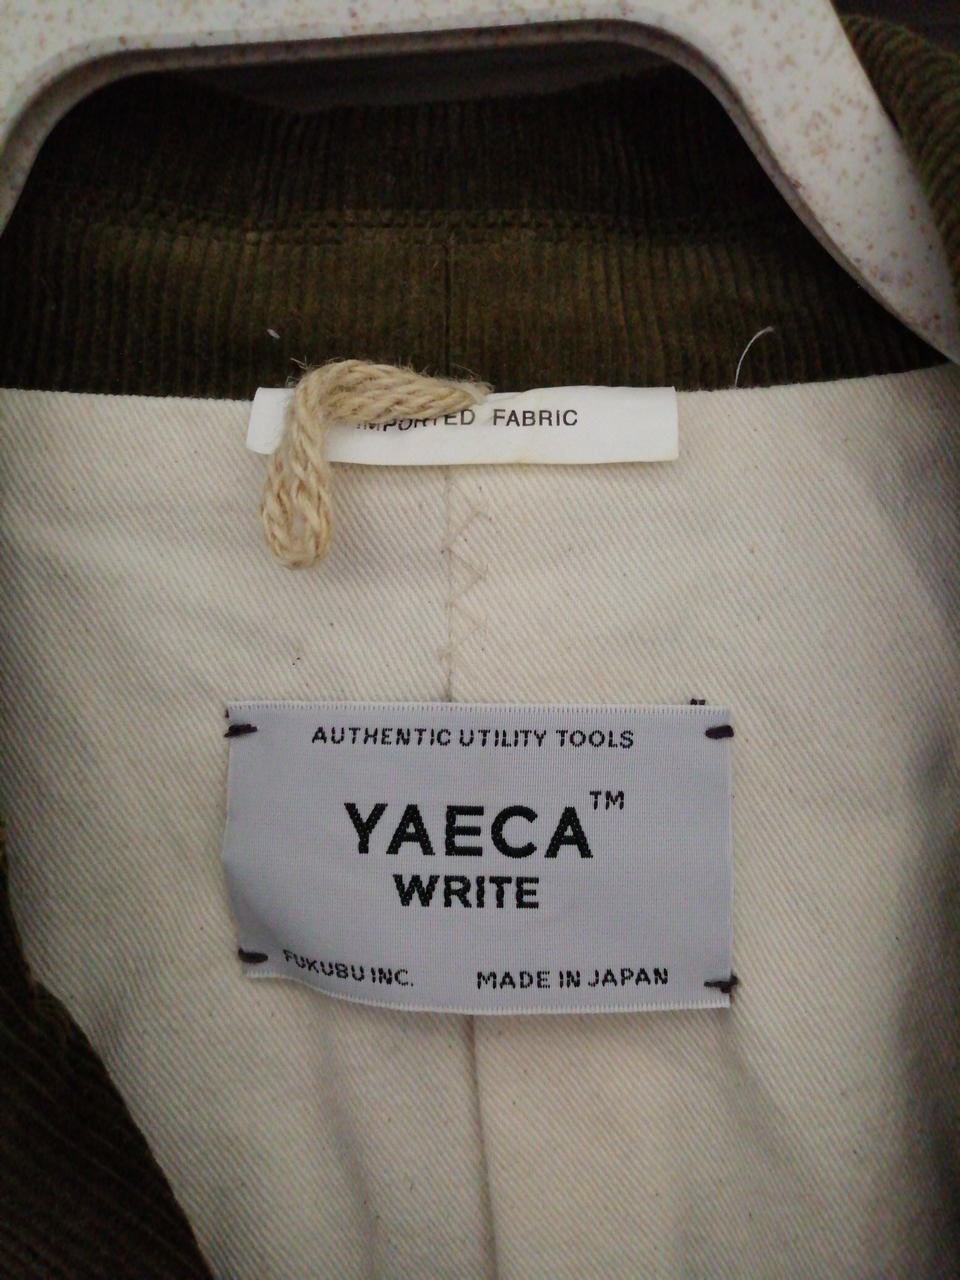 IMPORTED FABRIC
AUTHENTIC UTILITY TOOLS
YAECA™
WRITE
FUKUBU INC. MADE IN JAPAN